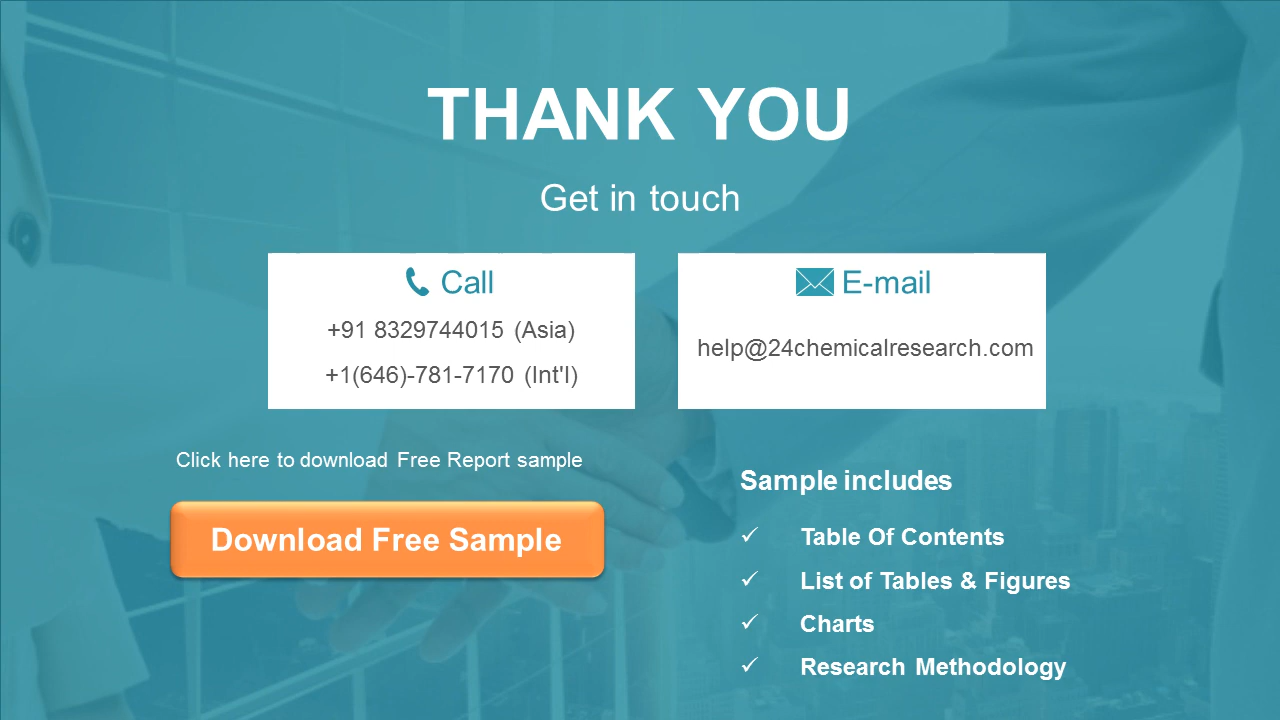 THANK YOU
Get in touch
Call
+91 8329744015 (Asia)
+1(646)-781-7170 (Int'l)
E-mail
help@24chemicalresearch.com
Click here to download Free Report sample
Download Free Sample
Sample includes
✓ Table Of Contents
✓ List of Tables & Figures
✓ Charts
✓ Research Methodology